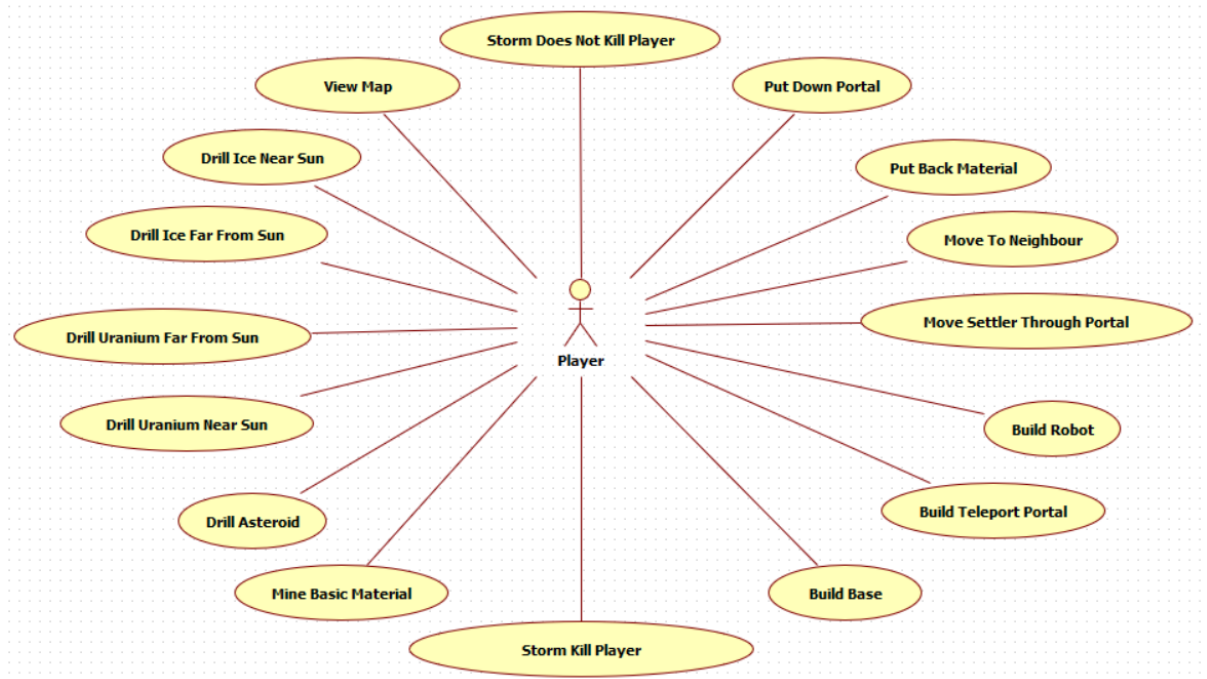 Storm Does Not Kill Player
View Map
Put Down Portal
Drill Ice Near Sun
Put Back Material
Drill Ice Far From Sun
Move To Neighbour
Drill Uranium Far From Sun
Move Settler Through Portal
Player
Drill Uranium Near Sun
Build Robot
Drill Asteroid
Build Teleport Portal
Mine Basic Material
Build Base
Storm Kill Player